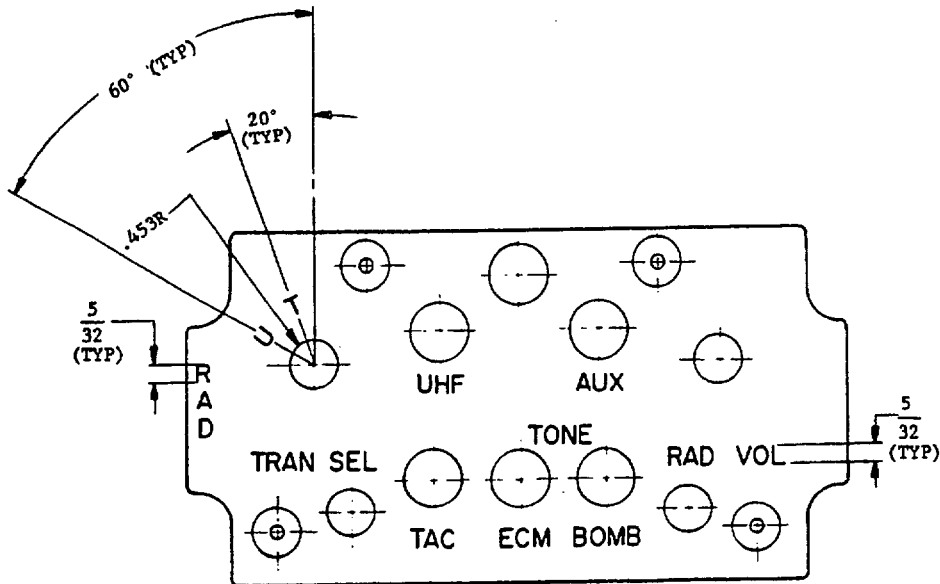 60° (TYP)
20°
(TYP)
.453R
U T
5
32
(TYP)
RAD
UHF AUX
TONE
TRAN SEL RAD VOL
5
32
(TYP)
TAC ECM BOMB